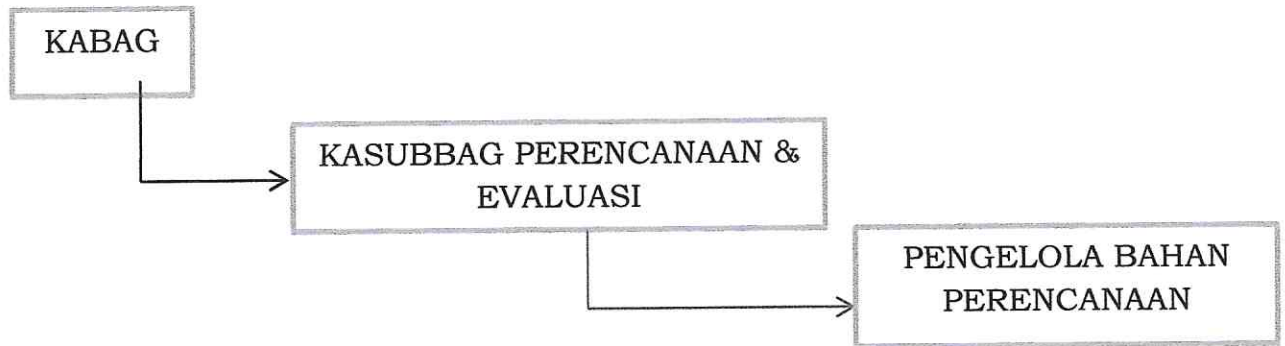 KABAG
KASUBBAG PERENCANAAN &
EVALUASI
PENGELOLA BAHAN
PERENCANAAN